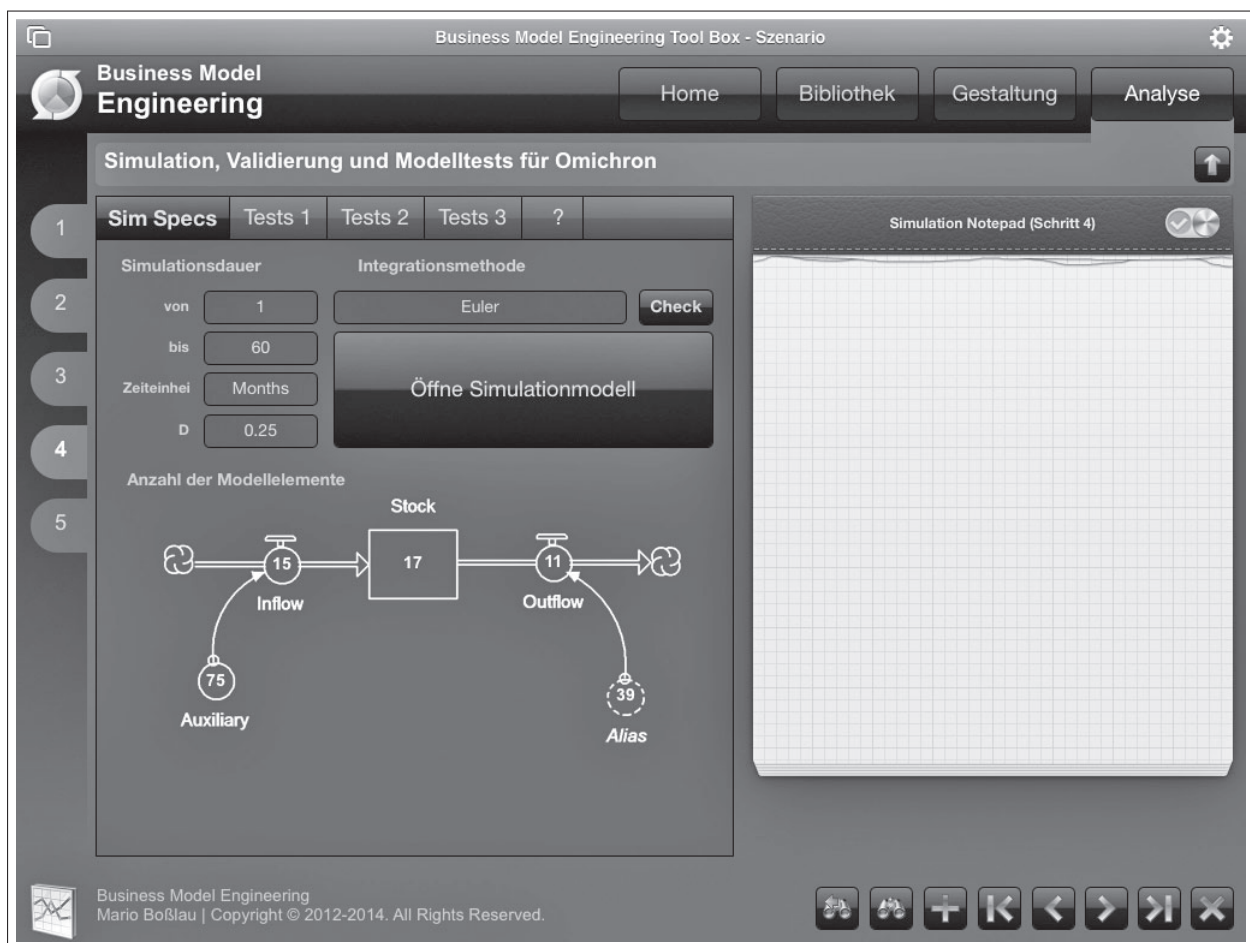 Business Model Engineering Tool Box - Szenario
Business Model
Engineering
Home
Bibliothek
Gestaltung
Analyse
Simulation, Validierung und Modelltests für Omichron
1
2
3
4
5
Sim Specs
Tests 1
Tests 2
Tests 3
?
Simulationsdauer
Integrationsmethode
von
1
Euler
Check
bis
60
Öffne Simulationmodell
Zeiteinhei
Months
D
0.25
Anzahl der Modellelemente
Stock
15
17
11
Inflow
Outflow
75
39
Auxiliary
Alias
Simulation Notepad (Schritt 4)
Business Model Engineering
Mario Boßlau | Copyright © 2012-2014. All Rights Reserved.